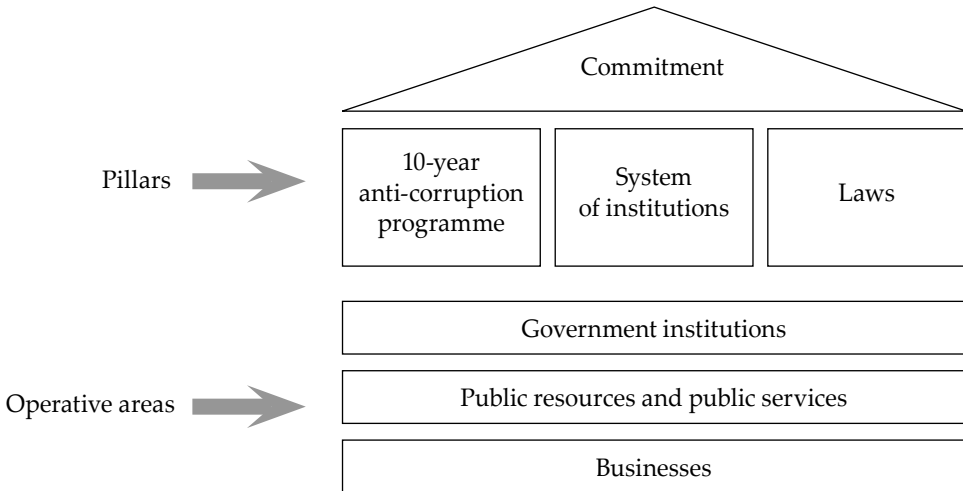 Commitment
Pillars
10-year
anti-corruption
programme
System
of institutions
Laws
Government institutions
Operative areas
Public resources and public services
Businesses